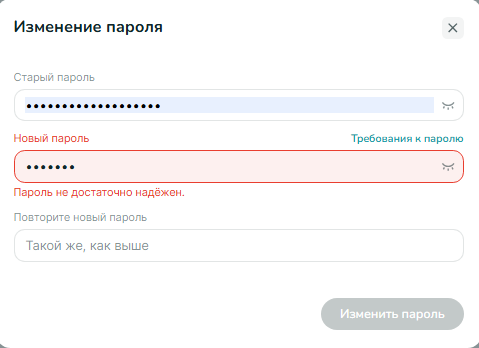 Изменение пароля
Старый пароль
•••••••••••••••••••
Новый пароль Требования к паролю
•••••••
Пароль не достаточно надёжен.
Повторите новый пароль
Такой же, как выше
Изменить пароль